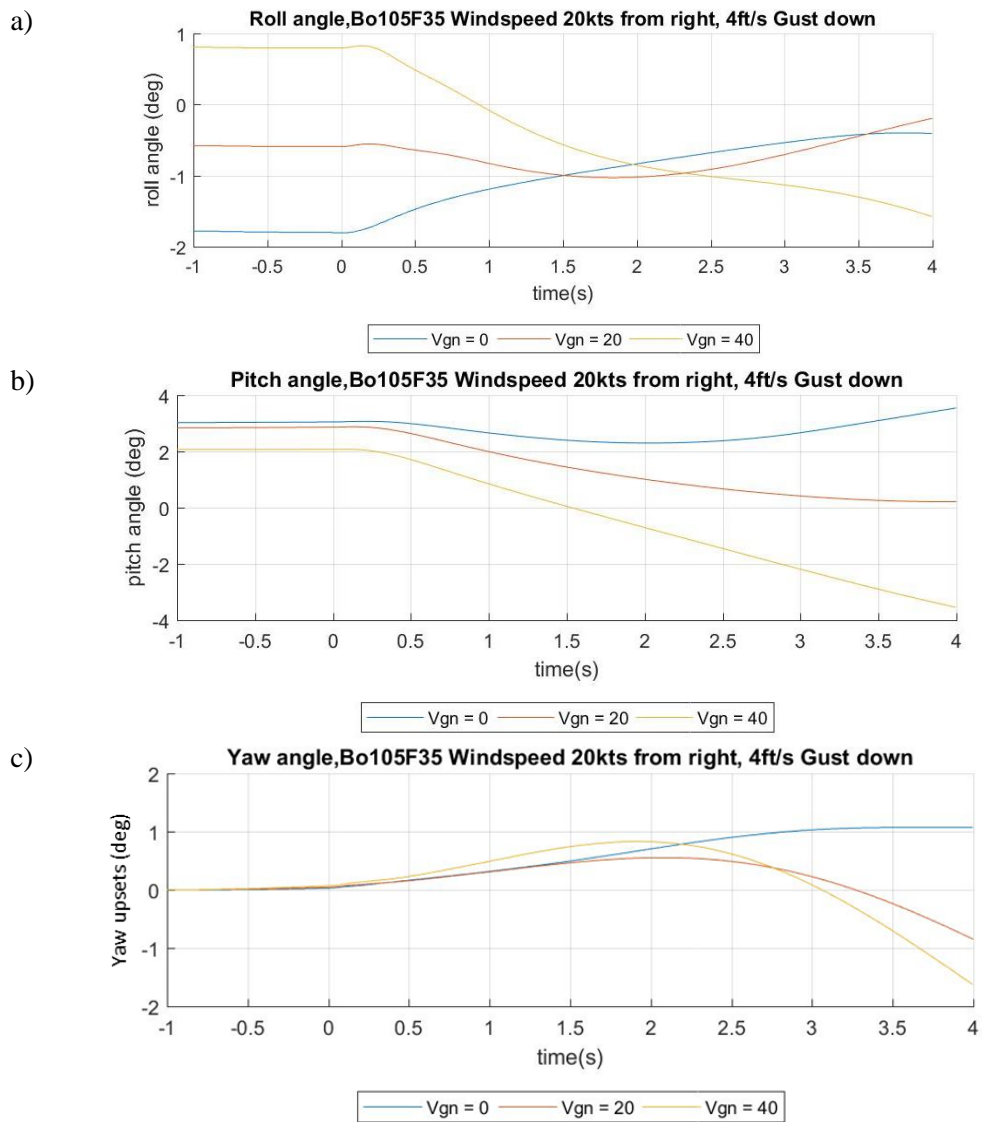 a)
Roll angle,Bo105F35 Windspeed 20kts from right, 4ft/s Gust down
1
0
-1
-2
roll angle (deg)
-1 -0.5 0 0.5 1 1.5 2 2.5 3 3.5 4
time(s)
Vgn = 0 Vgn = 20 Vgn = 40
b)
Pitch angle,Bo105F35 Windspeed 20kts from right, 4ft/s Gust down
4
2
0
-2
-4
pitch angle (deg)
-1 -0.5 0 0.5 1 1.5 2 2.5 3 3.5 4
time(s)
Vgn = 0 Vgn = 20 Vgn = 40
c)
Yaw angle,Bo105F35 Windspeed 20kts from right, 4ft/s Gust down
2
1
0
-1
-2
Yaw upsets (deg)
-1 -0.5 0 0.5 1 1.5 2 2.5 3 3.5 4
time(s)
Vgn = 0 Vgn = 20 Vgn = 40